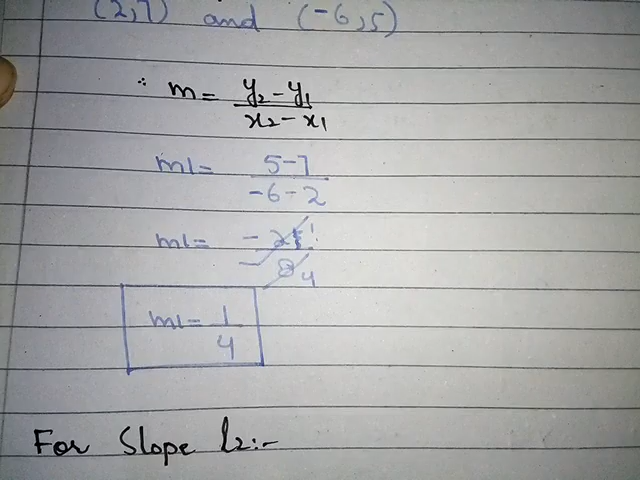 (2,7) and (-6,5)
∵ m = y₂ - y₁ / x₂ - x₁
m1 = 5-7 / -6-2
m1 = -2 1 / -8 4
m1 = 1/4
For Slope l₂:-